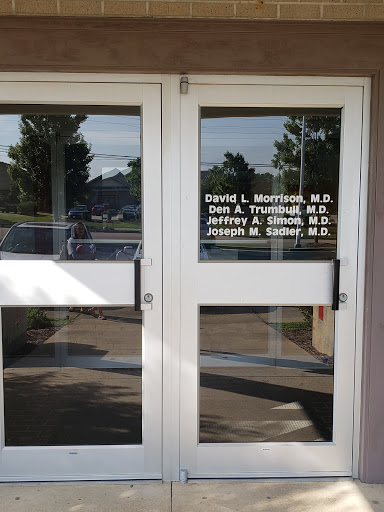 David L. Morrison, M.D.
Den A. Trumbull, M.D.
Jeffrey A. Simon, M.D.
Joseph M. Sadler, M.D.